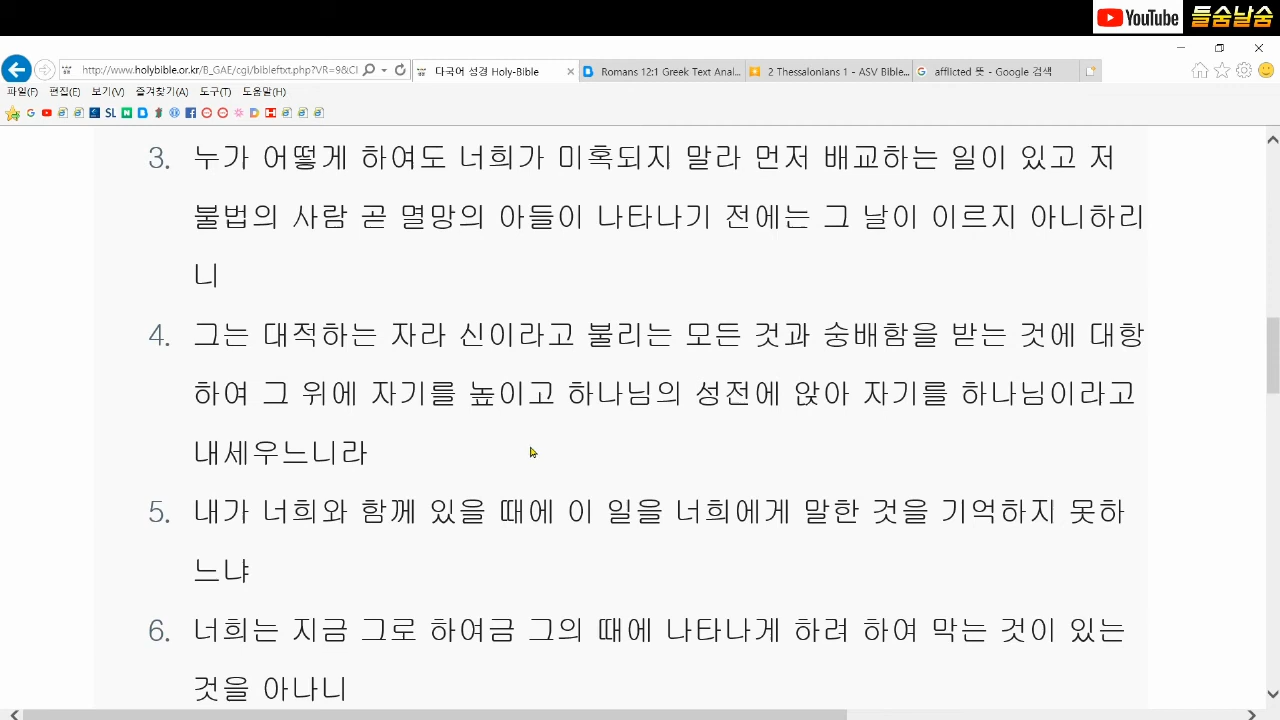 YouTube 들숨날숨
http://www.holybible.or.kr/B_GAE/cgi/bibleftxt.php?VR=9&CI
다국어 성경 Holy-Bible
Romans 12:1 Greek Text Anal...
2 Thessalonians 1 - ASV Bible...
afflicted 뜻 - Google 검색
파일(F) 편집(E) 보기(V) 즐겨찾기(A) 도구(T) 도움말(H)
3. 누가 어떻게 하여도 너희가 미혹되지 말라 먼저 배교하는 일이 있고 저
불법의 사람 곧 멸망의 아들이 나타나기 전에는 그 날이 이르지 아니하리
니
4. 그는 대적하는 자라 신이라고 불리는 모든 것과 숭배함을 받는 것에 대항
하여 그 위에 자기를 높이고 하나님의 성전에 앉아 자기를 하나님이라고
내세우느니라
5. 내가 너희와 함께 있을 때에 이 일을 너희에게 말한 것을 기억하지 못하
느냐
6. 너희는 지금 그로 하여금 그의 때에 나타나게 하려 하여 막는 것이 있는
것을 아나니